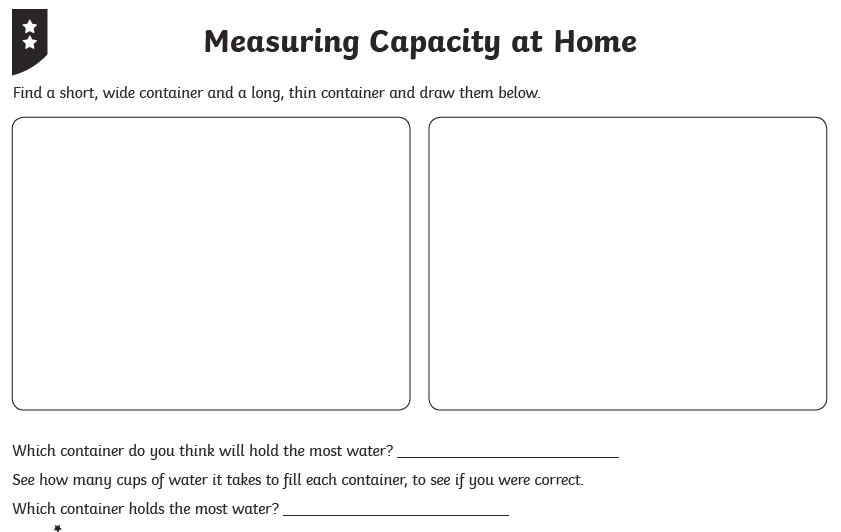 Measuring Capacity at Home
Find a short, wide container and a long, thin container and draw them below.
Which container do you think will hold the most water?
See how many cups of water it takes to fill each container, to see if you were correct.
Which container holds the most water?